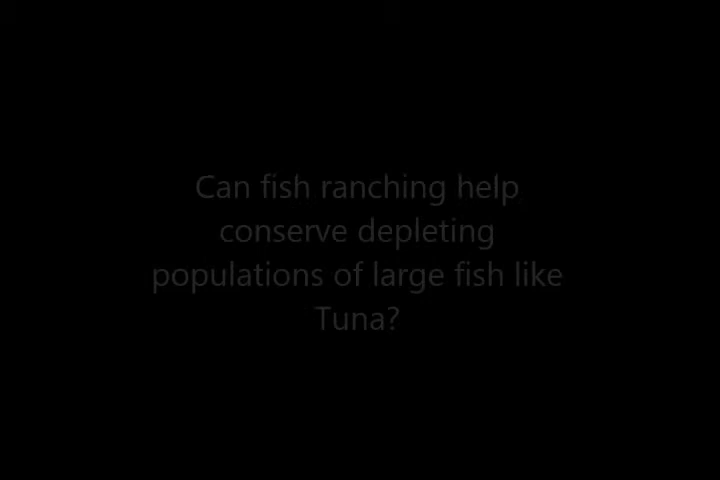 Can fish ranching help
conserve depleting
populations of large fish like
Tuna?